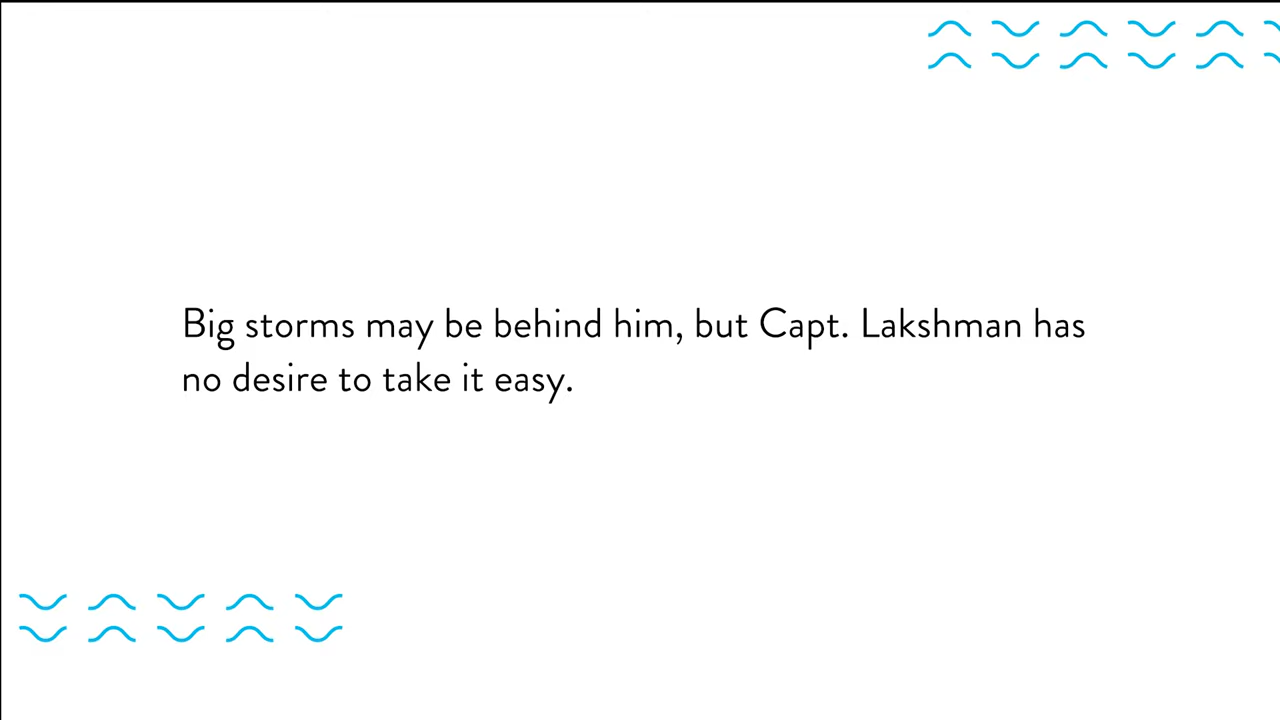 Big storms may be behind him, but Capt. Lakshman has
no desire to take it easy.